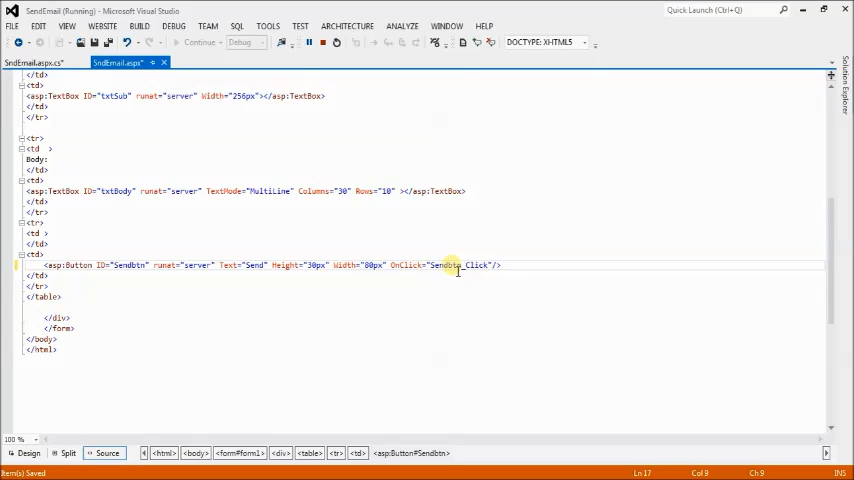 SendEmail (Running) - Microsoft Visual Studio
Quick Launch (Ctrl+Q)
FILE EDIT VIEW WEBSITE BUILD DEBUG TEAM SQL TOOLS TEST ARCHITECTURE ANALYZE WINDOW HELP
Continue Debug DOCTYPE: XHTML5
SndEmail.aspx.cs* SndEmail.aspx*
Solution Explorer
</td>
<td>
<asp:TextBox ID="txtSub" runat="server" Width="256px"></asp:TextBox>
</td>
</tr>
<tr>
<td >
Body:
</td>
<td>
<asp:TextBox ID="txtBody" runat="server" TextMode="MultiLine" Columns="30" Rows="10" ></asp:TextBox>
</td>
</tr>
<tr>
<td >
</td>
<td>
<asp:Button ID="Sendbtn" runat="server" Text="Send" Height="30px" Width="80px" OnClick="Sendbtn_Click"/>
</td>
</tr>
</table>
</div>
</form>
</body>
</html>
100 %
Design Split Source <html> <body> <form#form1> <div> <table> <tr> <td> <asp:Button#Sendbtn>
Item(s) Saved Ln 17 Col 9 Ch 9 INS